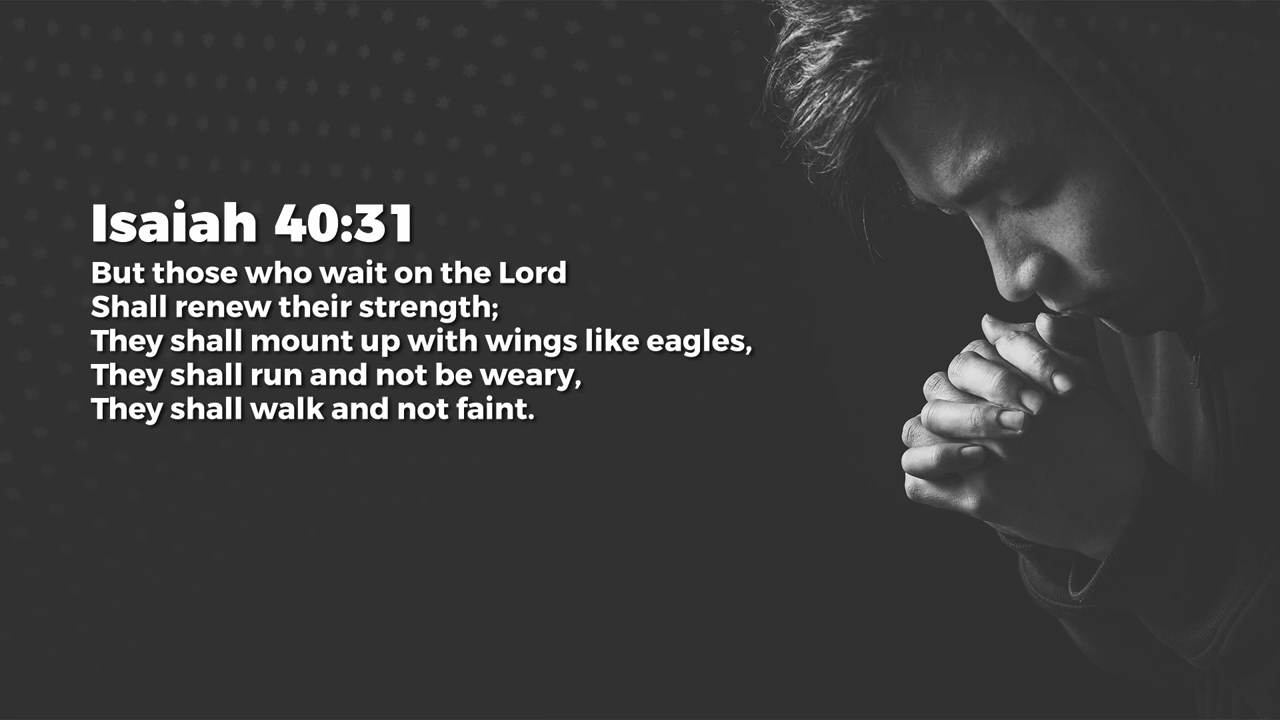 Isaiah 40:31
But those who wait on the Lord
Shall renew their strength;
They shall mount up with wings like eagles,
They shall run and not be weary,
They shall walk and not faint.